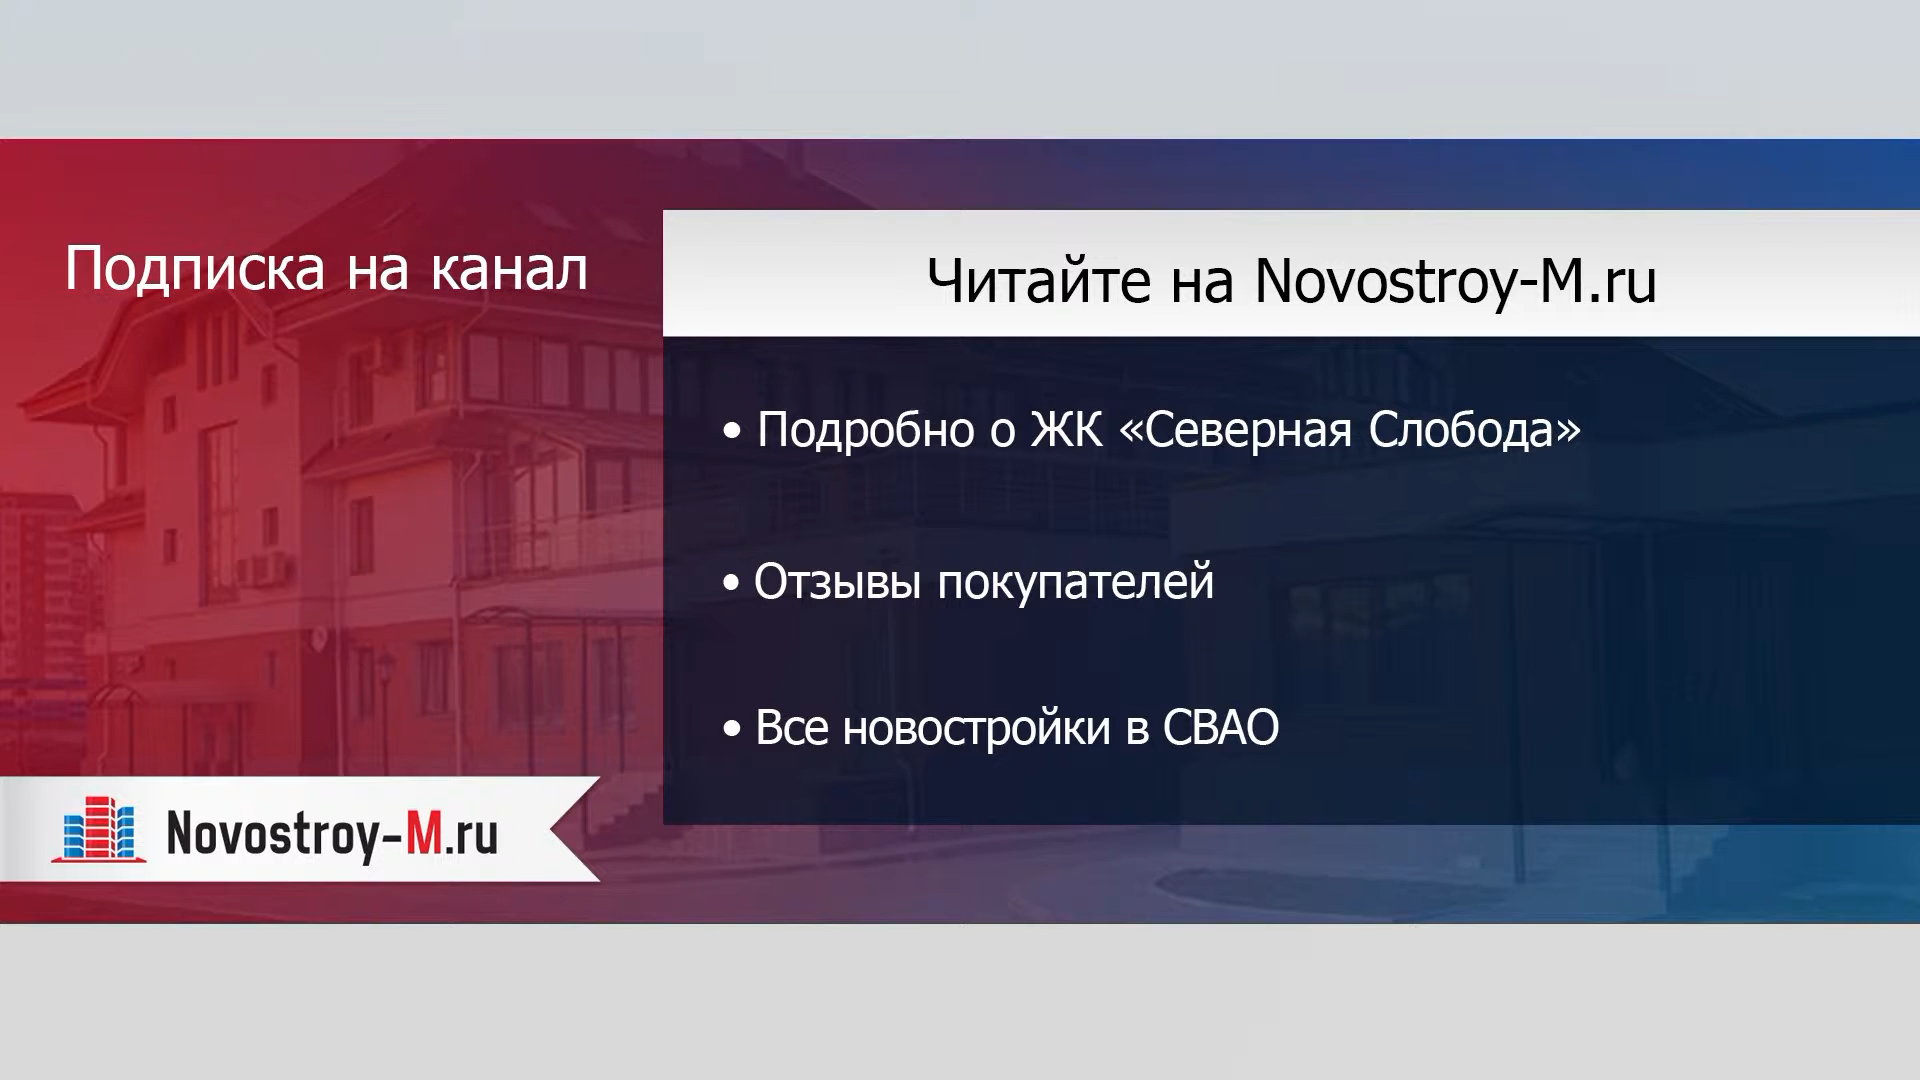 Подписка на канал
Читайте на Novostroy-M.ru
• Подробно о ЖК «Северная Слобода»
• Отзывы покупателей
• Все новостройки в СВАО
Novostroy-M.ru